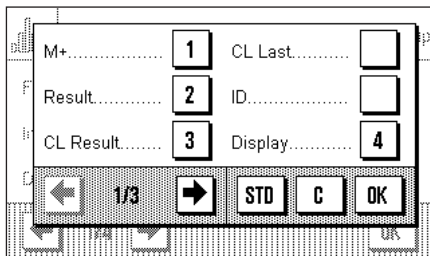 M+.............. 1 CL Last.
Result............ 2 ID...................
CL Result........ 3 Display............ 4
1/3 STD C OK